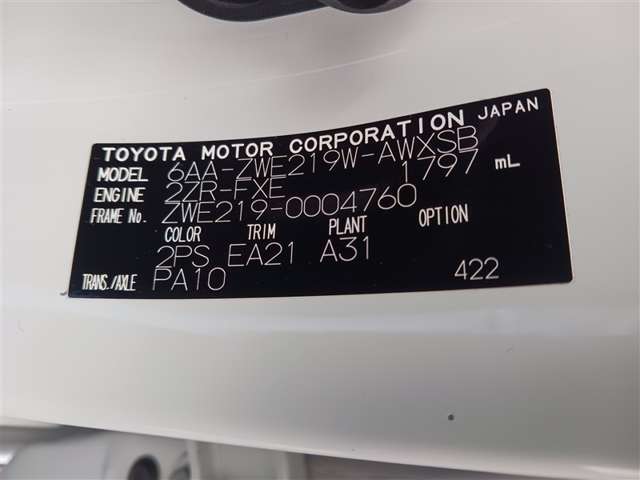 TOYOTA MOTOR CORPORATION JAPAN
MODEL 6AA-ZWE219W-AWXSB
ENGINE 2ZR-FXE 1797 mL
FRAME No. ZWE219-0004760
COLOR TRIM PLANT OPTION
2PS EA21 A31
TRANS./AXLE PA10 422